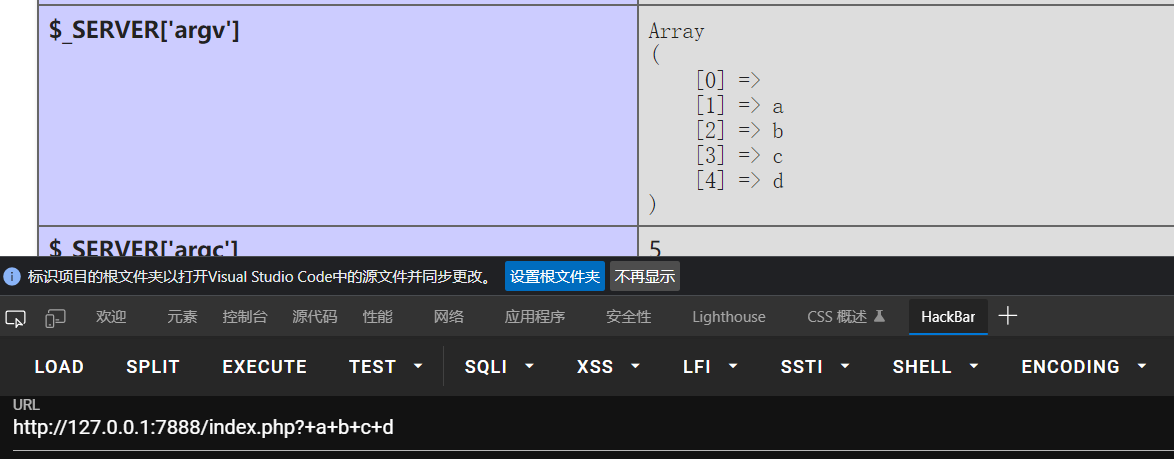 $_SERVER['argv']
Array
(
[0] =>
[1] => a
[2] => b
[3] => c
[4] => d
)
$_SERVER['argc']
5
标识项目的根文件夹以打开Visual Studio Code中的源文件并同步更改。 设置根文件夹 不再显示
欢迎 元素 控制台 源代码 性能 网络 应用程序 安全性 Lighthouse CSS 概述 HackBar
LOAD SPLIT EXECUTE TEST SQLI XSS LFI SSTI SHELL ENCODING
URL
http://127.0.0.1:7888/index.php?+a+b+c+d